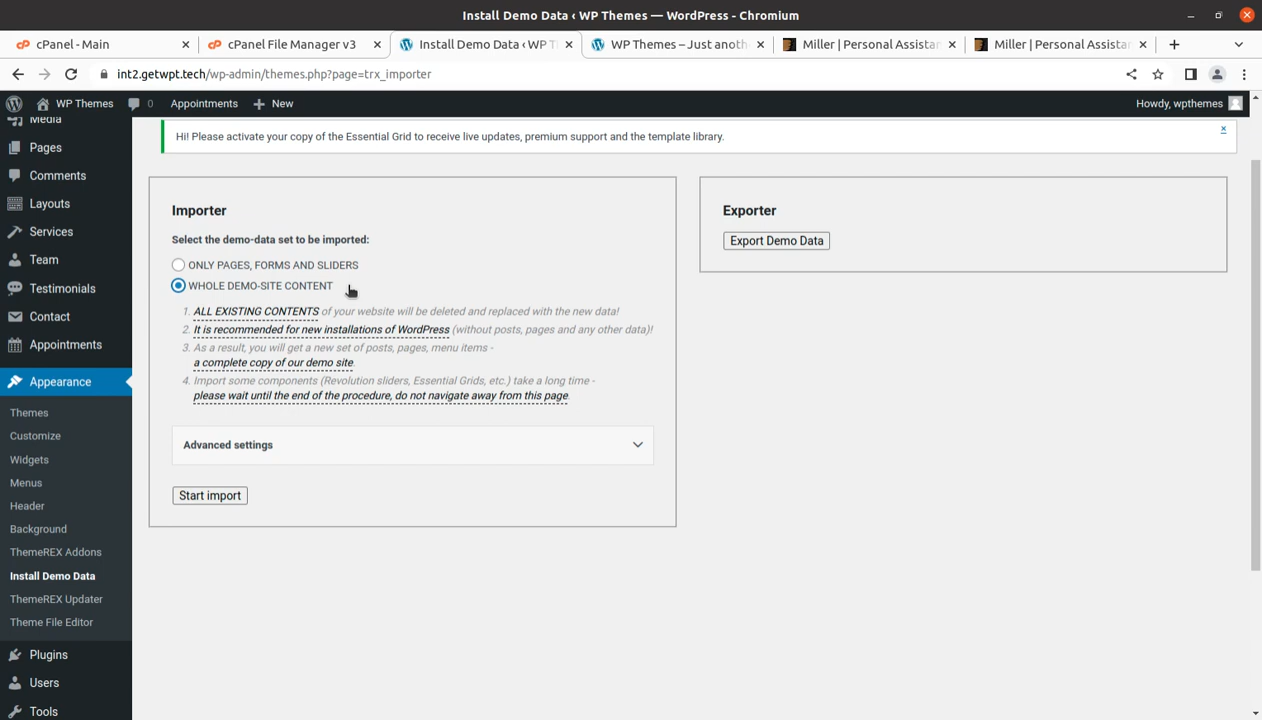 Install Demo Data ‹ WP Themes — WordPress - Chromium
cPanel - Main
cPanel File Manager v3
Install Demo Data ‹ WP T
WP Themes – Just anoth
Miller | Personal Assistan
Miller | Personal Assistan
int2.getwpt.tech/wp-admin/themes.php?page=trx_importer
WP Themes
0
Appointments
New
Howdy, wpthemes
Media
Pages
Comments
Layouts
Services
Team
Testimonials
Contact
Appointments
Appearance
Themes
Customize
Widgets
Menus
Header
Background
ThemeREX Addons
Install Demo Data
ThemeREX Updater
Theme File Editor
Plugins
Users
Tools
Hi! Please activate your copy of the Essential Grid to receive live updates, premium support and the template library.
Importer
Select the demo-data set to be imported:
ONLY PAGES, FORMS AND SLIDERS
WHOLE DEMO-SITE CONTENT
1. ALL EXISTING CONTENTS of your website will be deleted and replaced with the new data!
2. It is recommended for new installations of WordPress (without posts, pages and any other data)!
3. As a result, you will get a new set of posts, pages, menu items -
a complete copy of our demo site.
4. Import some components (Revolution sliders, Essential Grids, etc.) take a long time -
please wait until the end of the procedure, do not navigate away from this page.
Advanced settings
Start import
Exporter
Export Demo Data